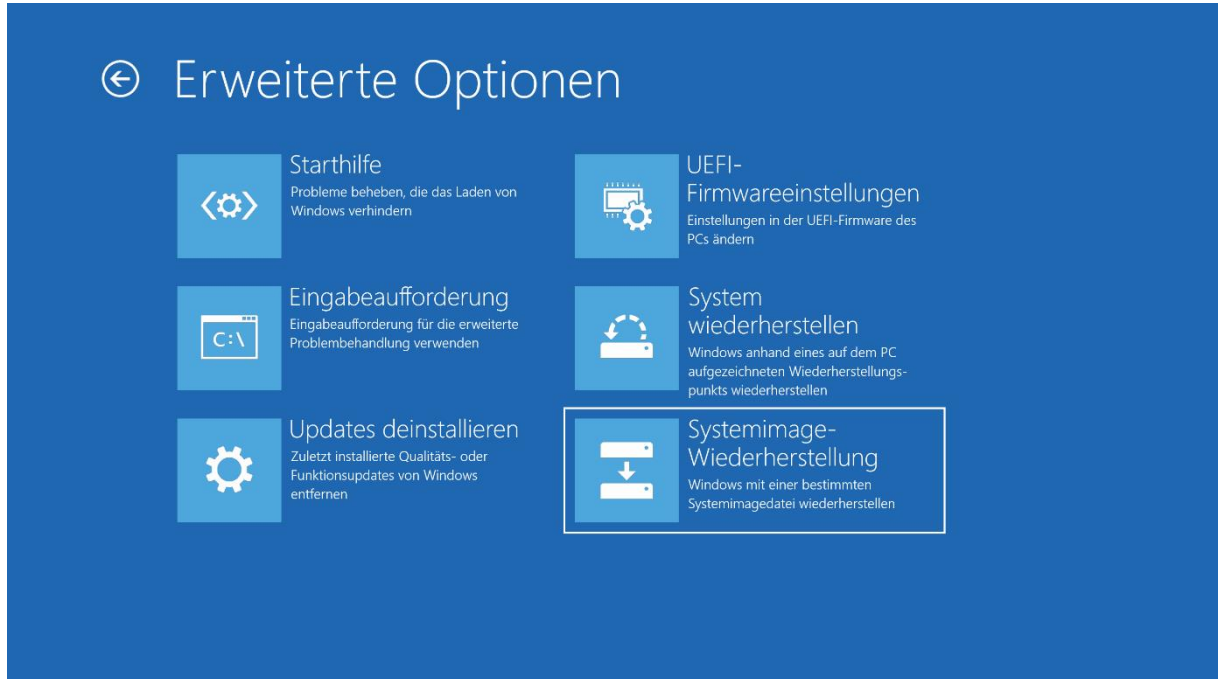 Erweiterte Optionen
Starthilfe
Probleme beheben, die das Laden von
Windows verhindern
Eingabeaufforderung
Eingabeaufforderung für die erweiterte
Problembehandlung verwenden
C:\
Updates deinstallieren
Zuletzt installierte Qualitäts- oder
Funktionsupdates von Windows
entfernen
UEFI-
Firmwareeinstellungen
Einstellungen in der UEFI-Firmware des
PCs ändern
System
wiederherstellen
Windows anhand eines auf dem PC
aufgezeichneten Wiederherstellungs-
punkts wiederherstellen
Systemimage-
Wiederherstellung
Windows mit einer bestimmten
Systemimagedatei wiederherstellen